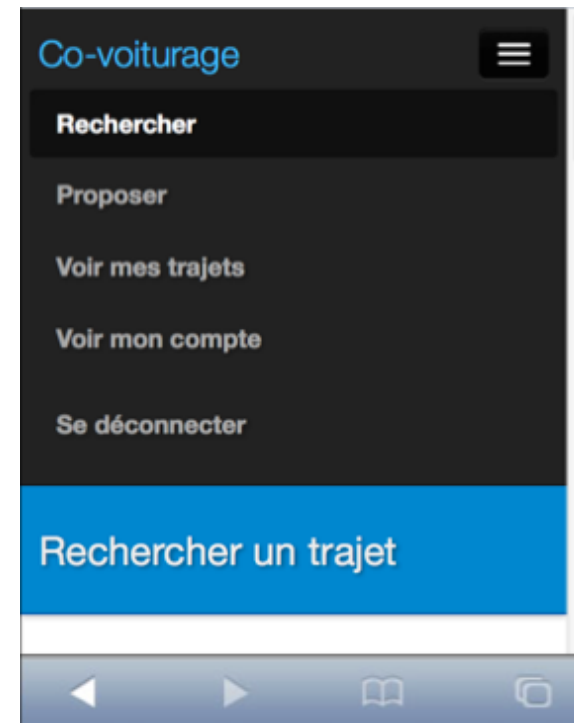 Co-voiturage
Rechercher
Proposer
Voir mes trajets
Voir mon compte
Se déconnecter
Rechercher un trajet